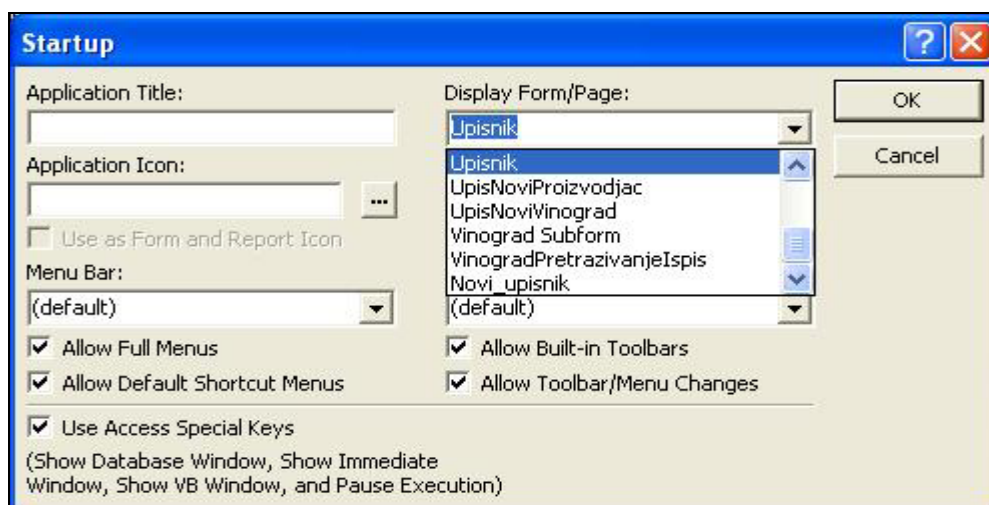 Startup
Application Title:
Display Form/Page:
OK
Upisnik
Cancel
Application Icon:
Upisnik
UpisNoviProizvodjac
UpisNoviVinograd
Vinograd Subform
VinogradPretrazivanjeIspis
Novi_upisnik
...
Use as Form and Report Icon
Menu Bar:
(default)
(default)
Allow Full Menus
Allow Built-in Toolbars
Allow Default Shortcut Menus
Allow Toolbar/Menu Changes
Use Access Special Keys
(Show Database Window, Show Immediate
Window, Show VB Window, and Pause Execution)